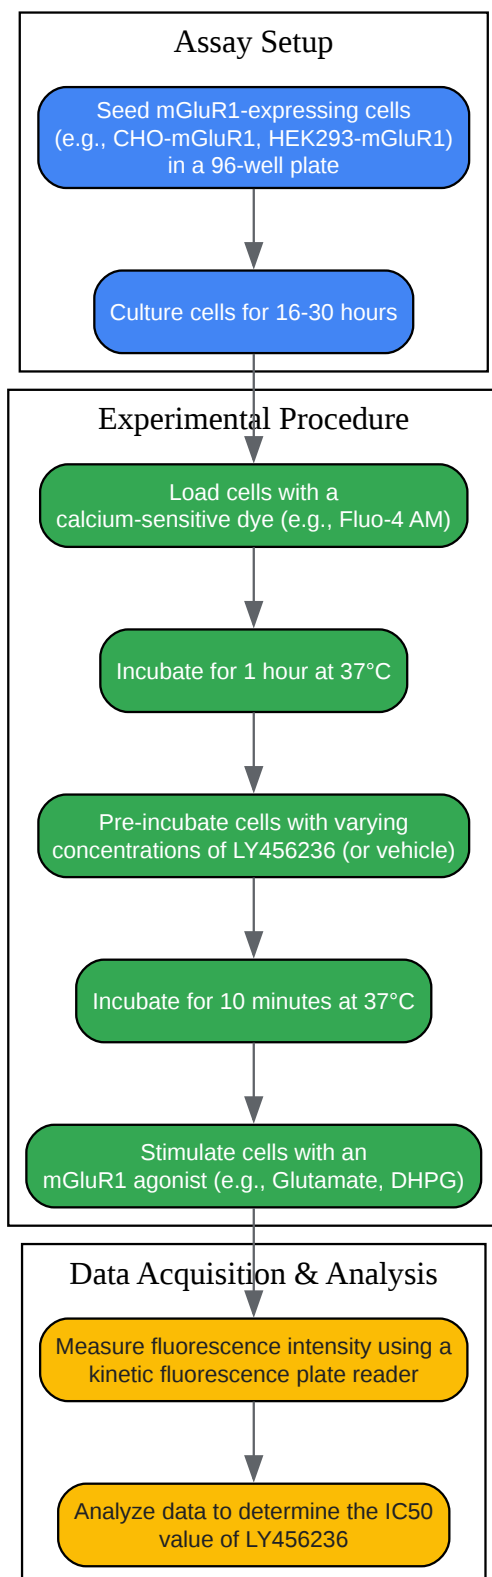 Assay Setup
Seed mGluR1-expressing cells
(e.g., CHO-mGluR1, HEK293-mGluR1)
in a 96-well plate
Culture cells for 16-30 hours
Experimental Procedure
Load cells with a
calcium-sensitive dye (e.g., Fluo-4 AM)
Incubate for 1 hour at 37°C
Pre-incubate cells with varying
concentrations of LY456236 (or vehicle)
Incubate for 10 minutes at 37°C
Stimulate cells with an
mGluR1 agonist (e.g., Glutamate, DHPG)
Data Acquisition & Analysis
Measure fluorescence intensity using a
kinetic fluorescence plate reader
Analyze data to determine the IC50
value of LY456236